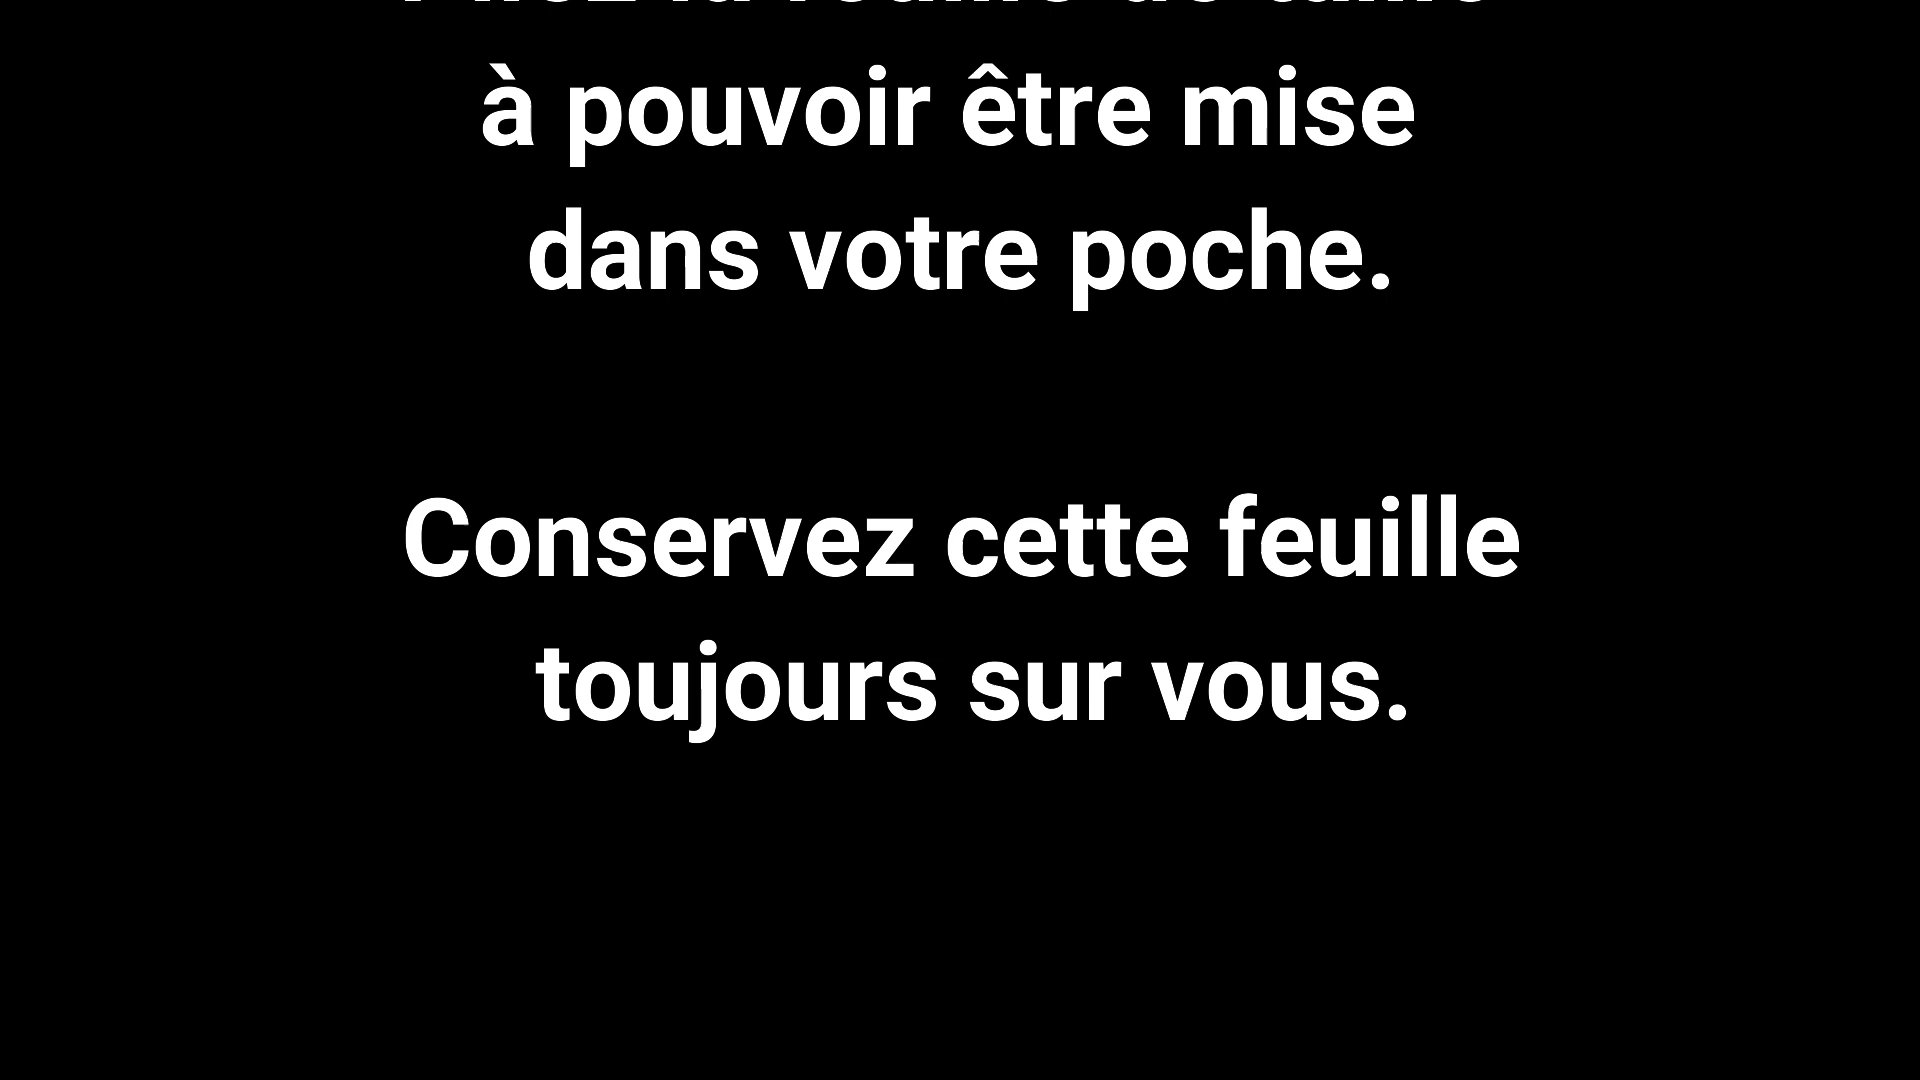 à pouvoir être mise
dans votre poche.
Conservez cette feuille
toujours sur vous.